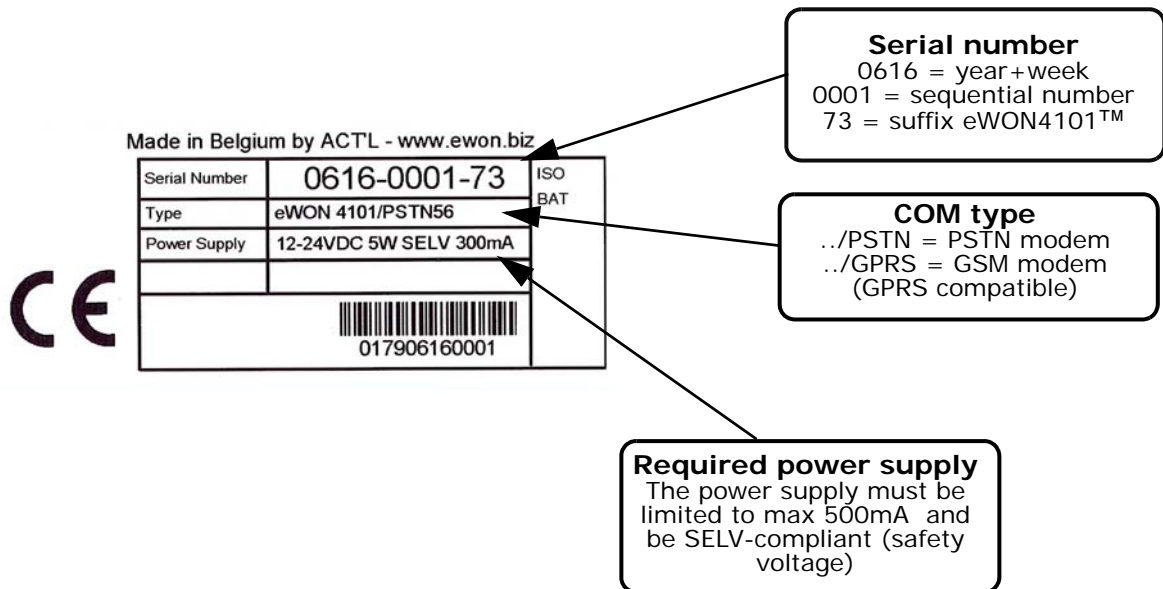 Serial number
0616 = year+week
0001 = sequential number
73 = suffix eWON4101™
Made in Belgium by ACT'L - www.ewon.biz
Serial Number 0616-0001-73 ISO
BAT
Type eWON 4101/PSTN56
Power Supply 12-24VDC 5W SELV 300mA
CE
017906160001
COM type
../PSTN = PSTN modem
../GPRS = GSM modem
(GPRS compatible)
Required power supply
The power supply must be
limited to max 500mA and
be SELV-compliant (safety
voltage)